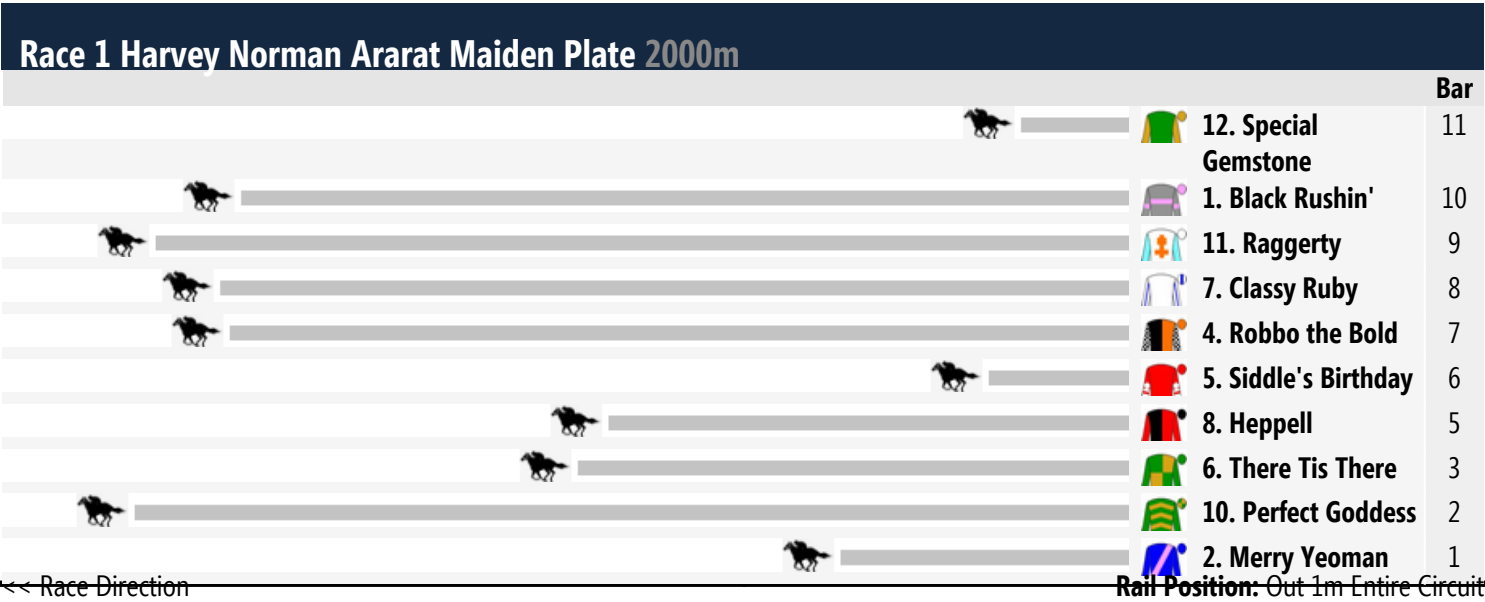 Race 1 Harvey Norman Ararat Maiden Plate 2000m
Bar
12. Special 11
Gemstone
1. Black Rushin' 10
11. Raggerty 9
7. Classy Ruby 8
4. Robbo the Bold 7
5. Siddle's Birthday 6
8. Heppell 5
6. There Tis There 3
10. Perfect Goddess 2
2. Merry Yeoman 1
<< Race Direction Rail Position: Out 1m Entire Circuit